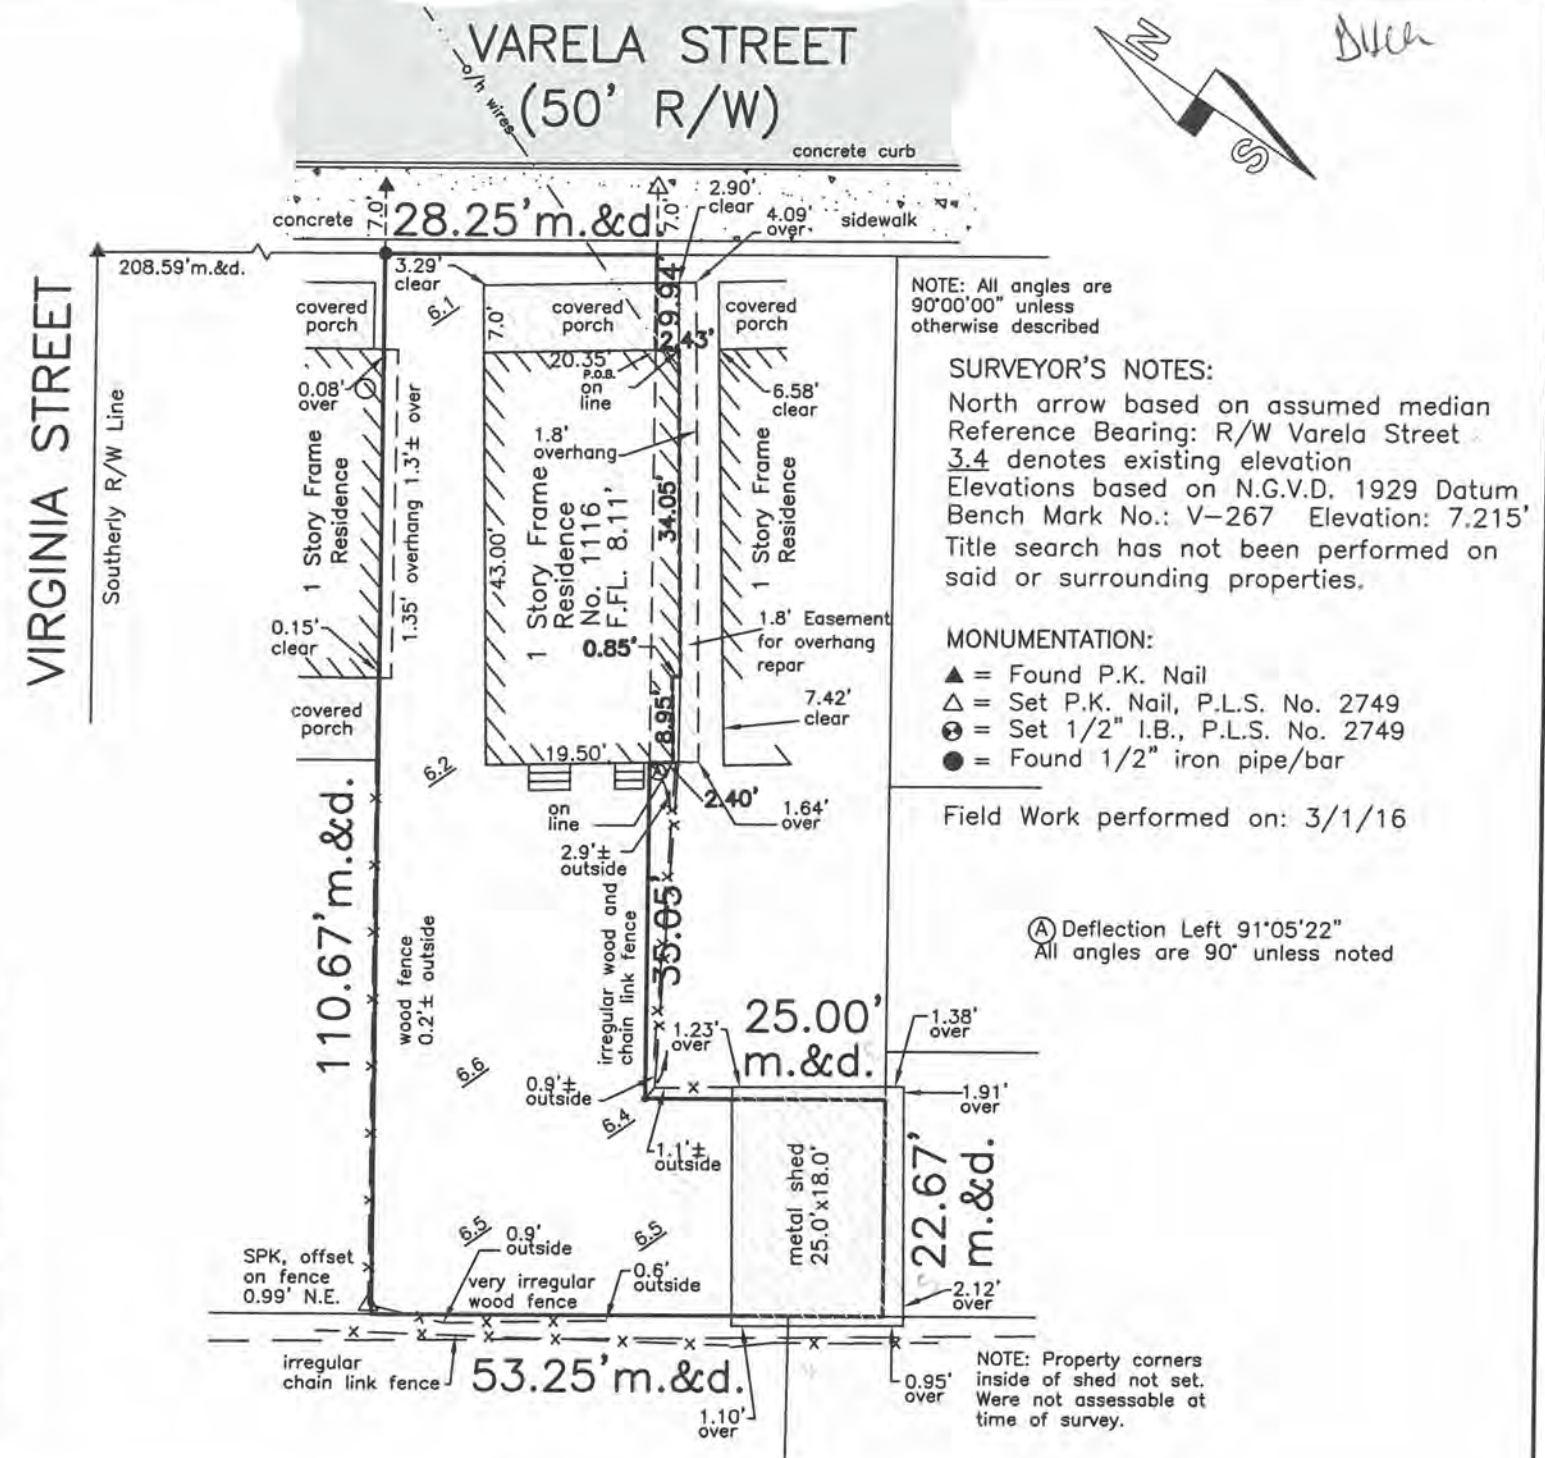 VARELA STREET
(50' R/W)
o/h wires
N
S
concrete curb
concrete
7.0'
28.25'm.&d.
7.0'
2.90'
clear
4.09'
over
sidewalk
208.59'm.&d.
VIRGINIA STREET
Southerly R/W Line
3.29'
clear
6.1
covered
porch
7.0'
covered
porch
29.94'
2.43'
covered
porch
20.35'
P.O.B.
on
line
0.08'
over
6.58'
clear
1.8'
overhang
1 Story Frame
Residence
1.35' overhang 1.3'± over
43.00'
1 Story Frame
Residence
No. 1116
F.FL. 8.11'
34.05'
1 Story Frame
Residence
0.15'
clear
0.85'
1.8' Easement
for overhang
repar
8.95'
7.42'
clear
covered
porch
19.50'
6.2
on
line
2.40'
1.64'
over
2.9'±
outside
110.67'm.&d.
wood fence
0.2'± outside
irregular wood and
chain link fence
35.05'
6.6
0.9'±
outside
6.4
1.23'
over
25.00'
m.&d.
1.38'
over
1.91'
over
1.1'±
outside
metal shed
25.0'x18.0'
22.67'
m.&d.
2.12'
over
SPK, offset
on fence
0.99' N.E.
6.5
0.9'
outside
6.5
very irregular
wood fence
0.6'
outside
irregular
chain link fence
53.25'm.&d.
1.10'
over
0.95'
over
NOTE: Property corners
inside of shed not set.
Were not assessable at
time of survey.
NOTE: All angles are
90°00'00" unless
otherwise described
SURVEYOR'S NOTES:
North arrow based on assumed median
Reference Bearing: R/W Varela Street
3.4 denotes existing elevation
Elevations based on N.G.V.D. 1929 Datum
Bench Mark No.: V-267 Elevation: 7.215'
Title search has not been performed on
said or surrounding properties.
MONUMENTATION:
▲ = Found P.K. Nail
△ = Set P.K. Nail, P.L.S. No. 2749
= Set 1/2" I.B., P.L.S. No. 2749
● = Found 1/2" iron pipe/bar
Field Work performed on: 3/1/16
Ⓐ Deflection Left 91°05'22"
All angles are 90° unless noted